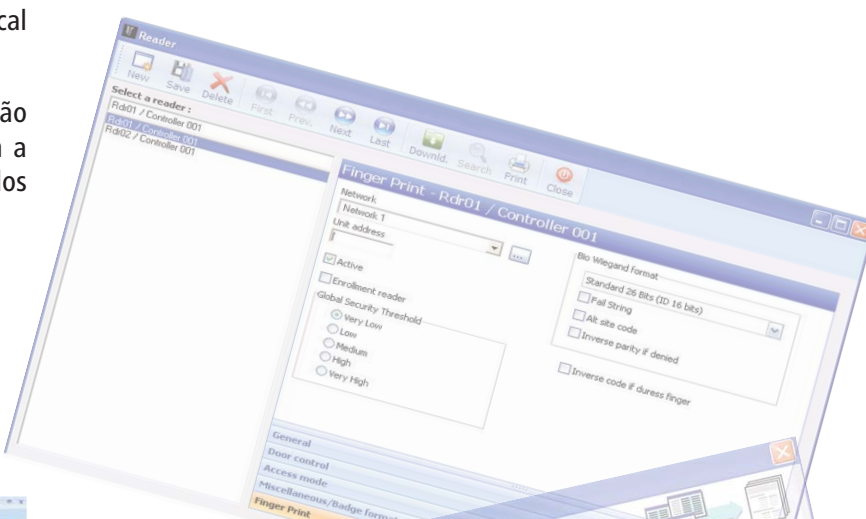 cal
ão
a
los
Reader
New Save Delete First Prev. Next Last Downld. Search Print Close
Select a reader :
Rdr01 / Controller 001
Rdr01 / Controller 001
Rdr02 / Controller 001
Finger Print - Rdr01 / Controller 001
Network
Network 1
Unit address
...
Active
Enrollment reader
Global Security Threshold
Very Low
Low
Medium
High
Very High
Bio Wiegand format
Standard 26 Bits (ID 16 bits)
Fail String
Alt site code
Inverse parity if denied
Inverse code if duress finger
General
Door control
Access mode
Miscellaneous/Badge format
Finger Print